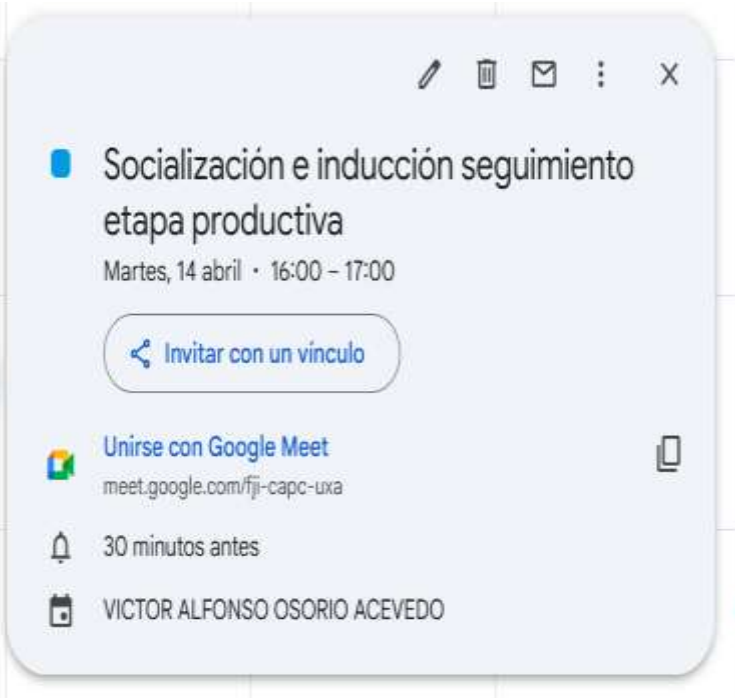 Socialización e inducción seguimiento
etapa productiva
Martes, 14 abril · 16:00 – 17:00
Invitar con un vínculo
Unirse con Google Meet
meet.google.com/fji-capc-uxa
30 minutos antes
VICTOR ALFONSO OSORIO ACEVEDO